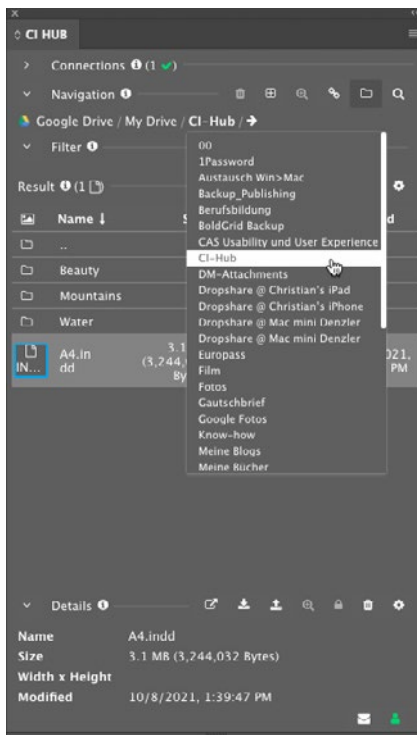 CI HUB
Connections (1 ✓)
Navigation
Google Drive / My Drive / CI-Hub /
Filter
Result (1)
Name
..
Beauty
Mountains
Water
A4.in
dd
IN...
3.1
(3,244,
By
021,
PM
00
1Password
Austausch Win>Mac
Backup_Publishing
Berufsbildung
BoldGrid Backup
CAS Usability und User Experience
CI-Hub
DM-Attachments
Dropshare @ Christian's iPad
Dropshare @ Christian's iPhone
Dropshare @ Mac mini Denzler
Dropshare @ Mac mini Denzler
Europass
Film
Fotos
Gautschbrief
Google Fotos
Know-how
Meine Blogs
Meine Bücher
Details
Name A4.indd
Size 3.1 MB (3,244,032 Bytes)
Width x Height
Modified 10/8/2021, 1:39:47 PM